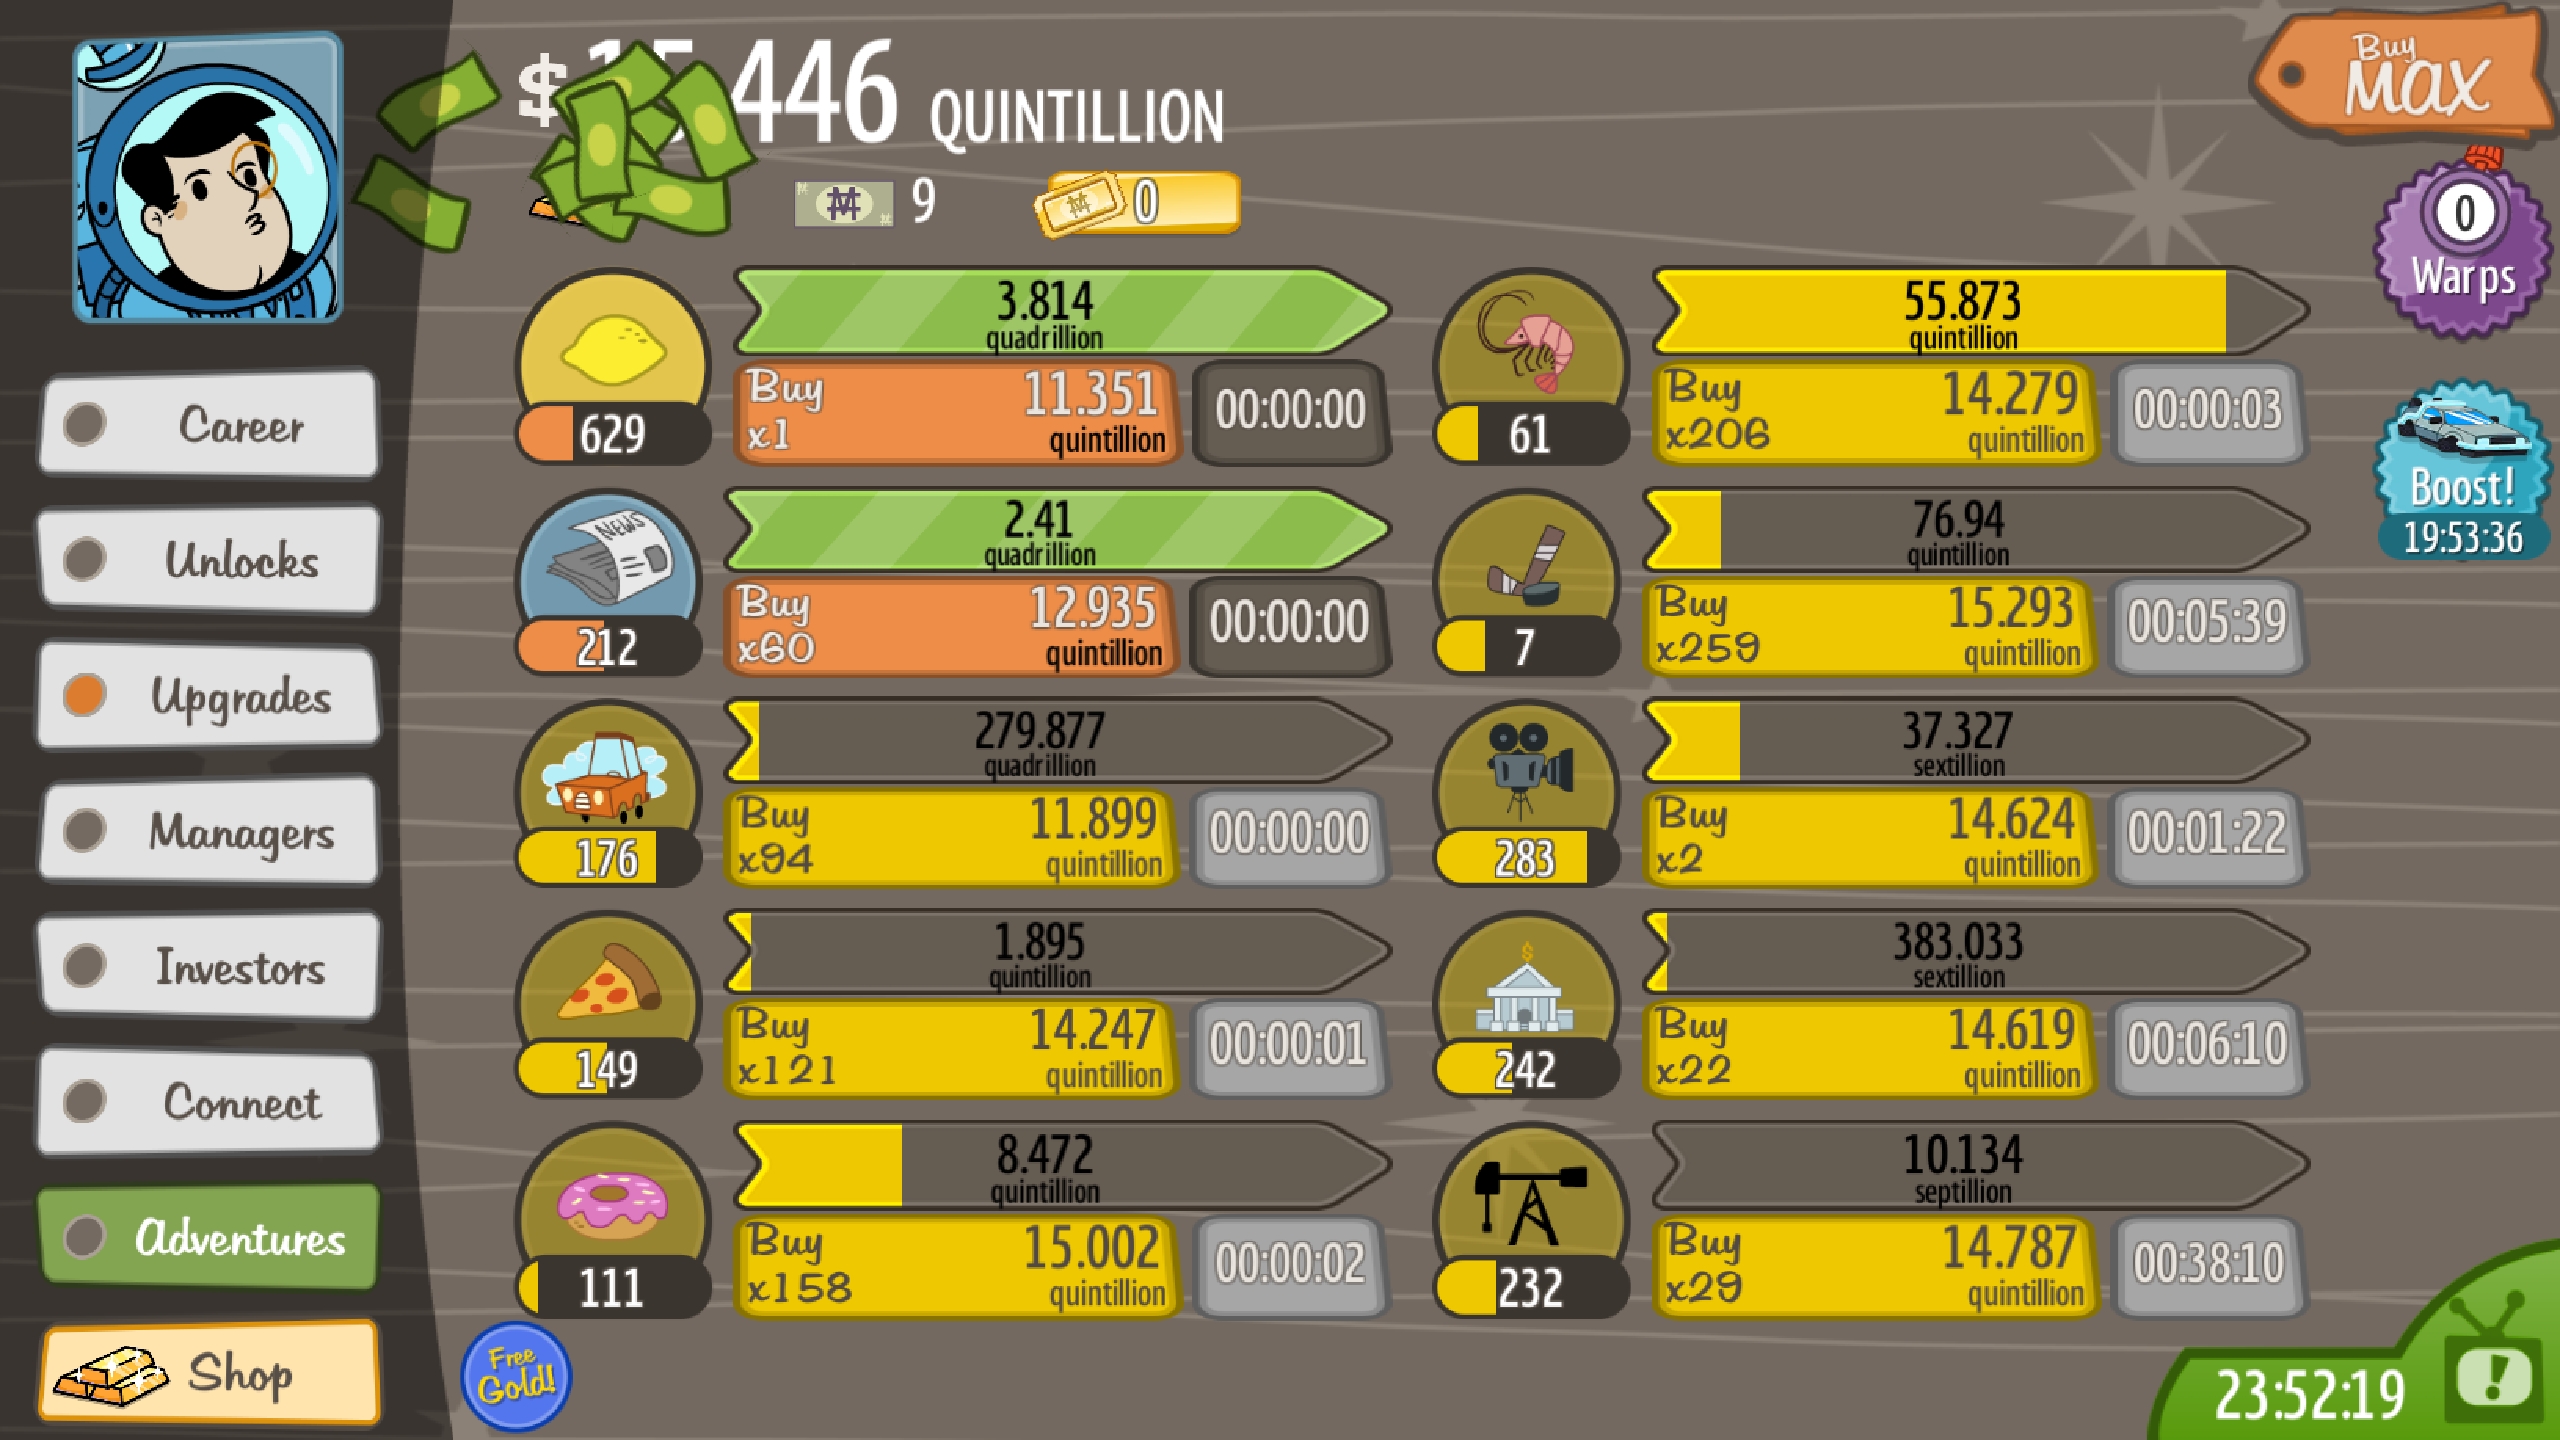 $ 446 QUINTILLION
9
0
Buy
MAX
0
Warps
Boost!
19:53:36
Career
Unlocks
Upgrades
Managers
Investors
Connect
Adventures
Shop
3.814
quadrillion
Buy 11.351
x1 quintillion
00:00:00
629
NEWS
2.41
quadrillion
Buy 12.935
x60 quintillion
00:00:00
212
279.877
quadrillion
Buy 11.899
x94 quintillion
00:00:00
176
1.895
quintillion
Buy 14.247
x121 quintillion
00:00:01
149
8.472
quintillion
Buy 15.002
x158 quintillion
00:00:02
111
55.873
quintillion
Buy 14.279
x206 quintillion
00:00:03
61
76.94
quintillion
Buy 15.293
x259 quintillion
00:05:39
7
37.327
sextillion
Buy 14.624
x2 quintillion
00:01:22
283
383.033
sextillion
Buy 14.619
x22 quintillion
00:06:10
242
10.134
septillion
Buy 14.787
x29 quintillion
00:38:10
232
Free
Gold!
23:52:19